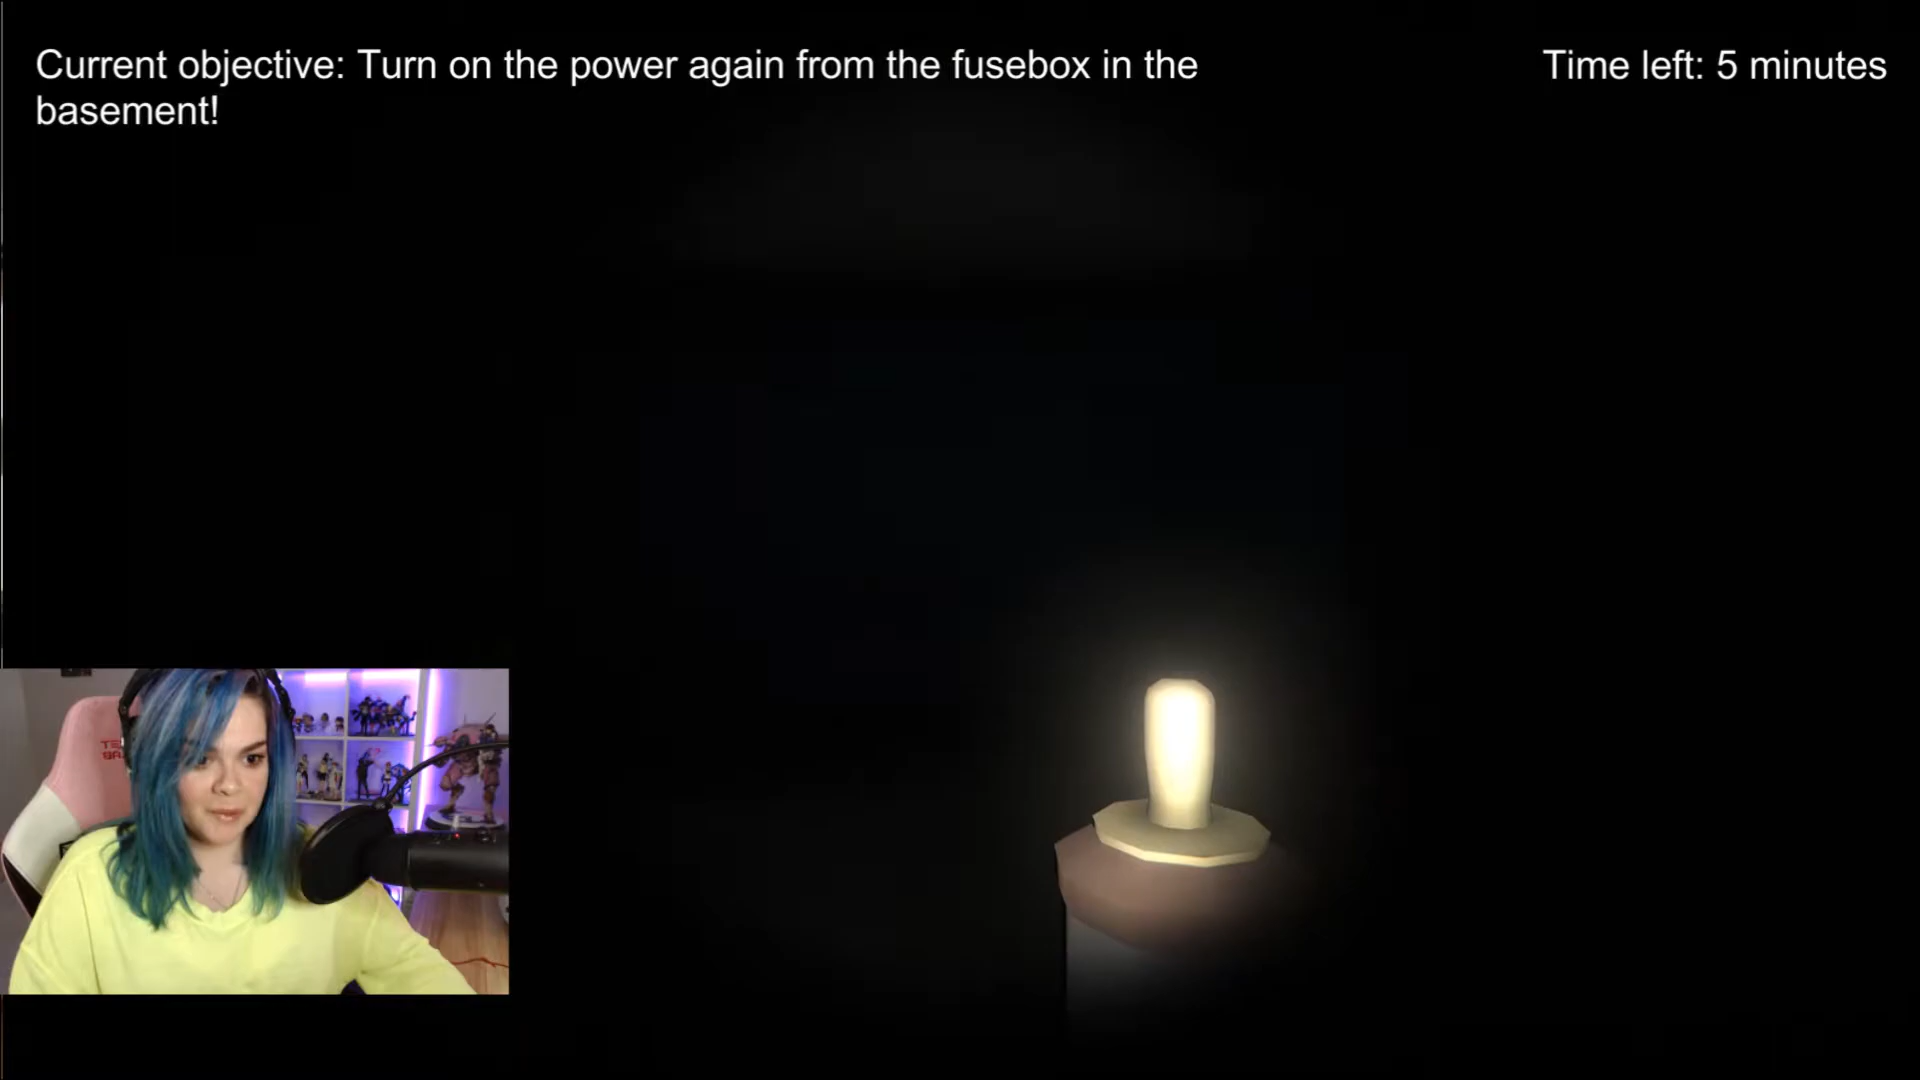 Current objective: Turn on the power again from the fusebox in the
basement!
Time left: 5 minutes